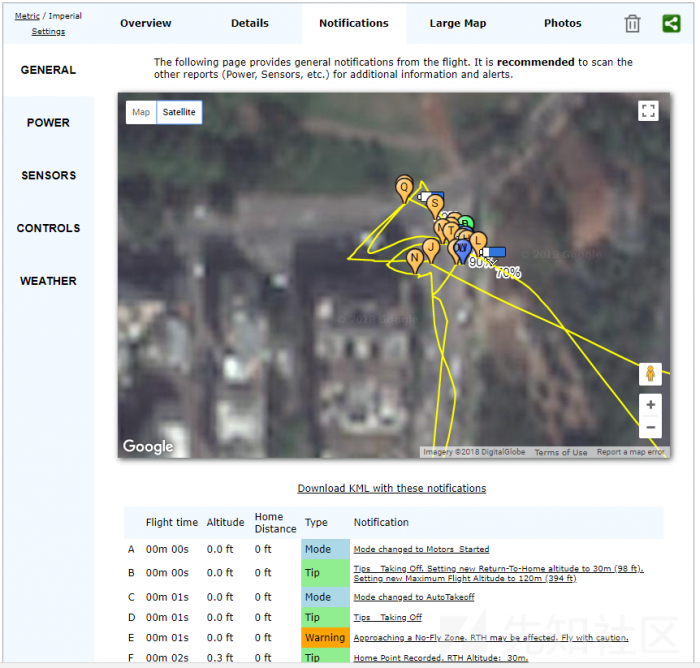 Metric / Imperial
Settings
Overview Details Notifications Large Map Photos
GENERAL
POWER
SENSORS
CONTROLS
WEATHER
The following page provides general notifications from the flight. It is recommended to scan the
other reports (Power, Sensors, etc.) for additional information and alerts.
Map Satellite
Q
S
T
J
L
N
90%
70%
Google
Imagery ©2018 DigitalGlobe Terms of Use Report a map error
Download KML with these notifications
Flight time Altitude Home Distance Type Notification
A 00m 00s 0.0 ft 0 ft Mode Mode changed to Motors Started
B 00m 00s 0.0 ft 0 ft Tip Tips Taking Off. Setting new Return-To-Home altitude to 30m (98 ft).
Setting new Maximum Flight Altitude to 120m (394 ft)
C 00m 01s 0.0 ft 0 ft Mode Mode changed to AutoTakeoff
D 00m 01s 0.0 ft 0 ft Tip Tips Taking Off
E 00m 01s 0.0 ft 0 ft Warning Approaching a No-Fly Zone. RTH may be affected. Fly with caution.
F 00m 02s 0.3 ft 0 ft Tip Home Point Recorded. RTH Altitude: 30m.
先知社区